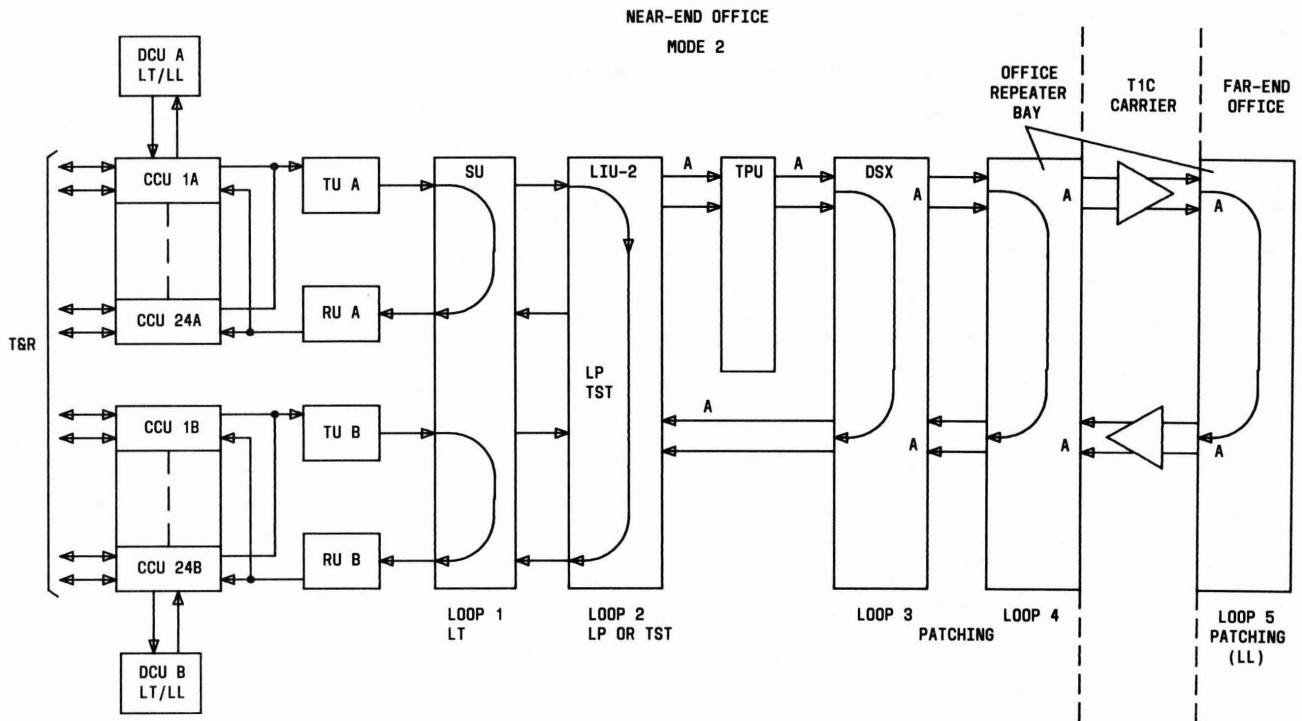 NEAR-END OFFICE
MODE 2
DCU A
LT/LL
OFFICE
REPEATER
BAY
T1C
CARRIER
FAR-END
OFFICE
T&R
CCU 1A
CCU 24A
TU A
RU A
SU
LIU-2
LP
TST
A
TPU
A
DSX
A
A
A
A
A
A
A
CCU 1B
CCU 24B
TU B
RU B
DCU B
LT/LL
LOOP 1
LT
LOOP 2
LP OR TST
LOOP 3
PATCHING
LOOP 4
LOOP 5
PATCHING
(LL)